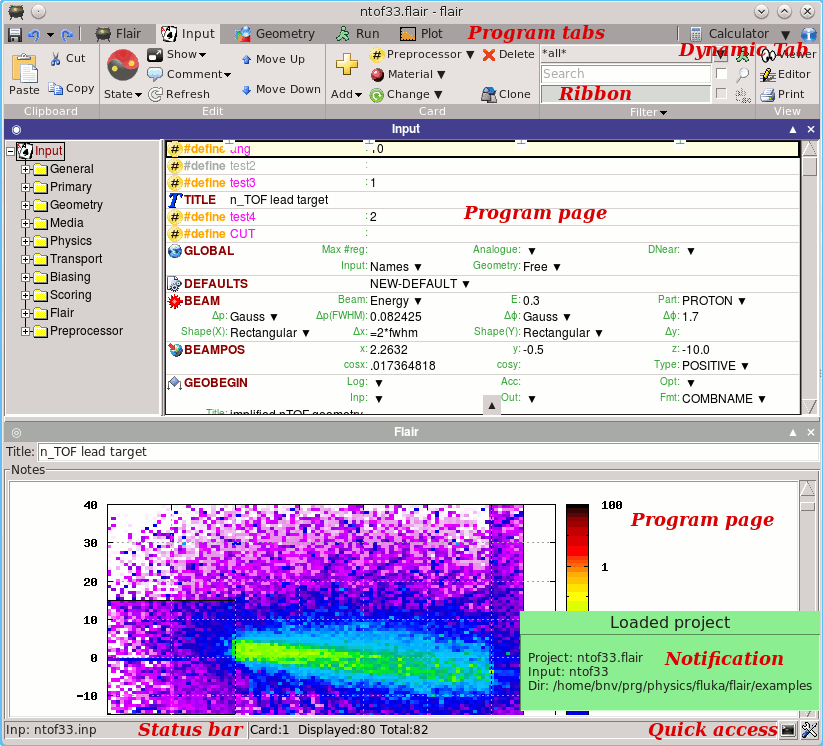 ntof33.flair - flair
Flair Input Geometry Run Plot Program tabs Calculator
Dynamic Tab
Paste Cut Copy
Clipboard
State Show Comment Refresh Move Up Move Down
Edit
Add Preprocessor Material Change Delete Clone
Card
*all*
Search
Ribbon
Filter
Viewer
Editor
Print
View
Input
Input
General
Primary
Geometry
Media
Physics
Transport
Biasing
Scoring
Flair
Preprocessor
#define ang : .0
#define test2 :
#define test3 : 1
TITLE n_TOF lead target
#define test4 : 2
Program page
#define CUT :
GLOBAL Max #reg: Analogue: DNear:
Input: Names Geometry: Free
DEFAULTS NEW-DEFAULT
BEAM Beam: Energy E: 0.3 Part: PROTON
Δp: Gauss Δp(FWHM): 0.082425 Δϕ: Gauss Δϕ: 1.7
Shape(X): Rectangular Δx: =2*fwhm Shape(Y): Rectangular Δy:
BEAMPOS x: 2.2632 y: -0.5 z: -10.0
cosx: .017364818 cosy: Type: POSITIVE
GEOBEGIN Log: Acc: Opt:
Inp: Out: Fmt: COMBNAME
Title: implified nTOF geometry
Flair
Title: n_TOF lead target
Notes
40
30
20
10
0
-10
100
1
Program page
Loaded project
Project: ntof33.flair
Input: ntof33
Dir: /home/bnv/prg/physics/fluka/flair/examples
Notification
Inp: ntof33.inp Status bar Card:1 Displayed:80 Total:82 Quick access